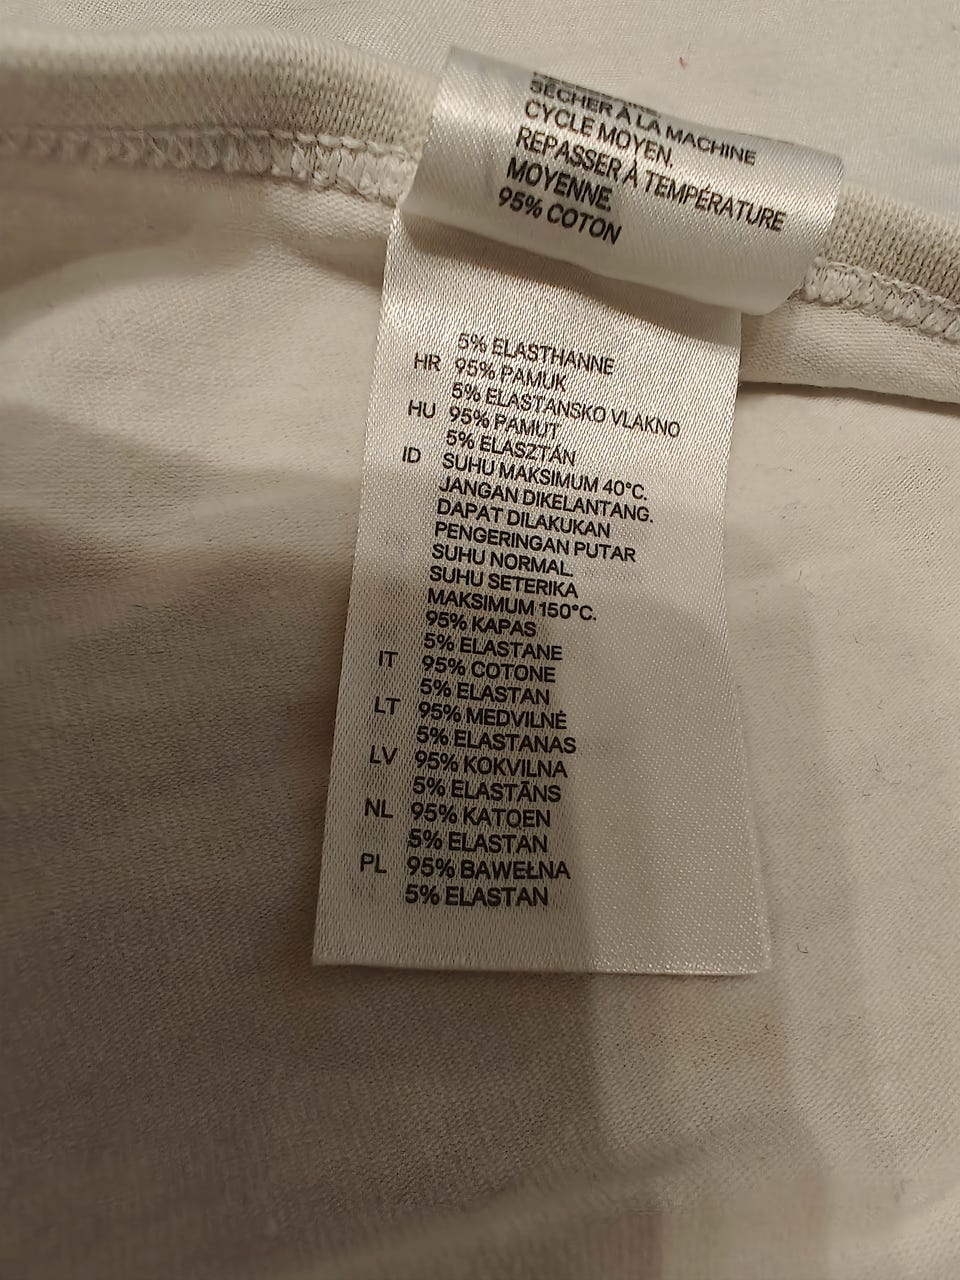 SÉCHER À LA MACHINE
CYCLE MOYEN.
REPASSER À TEMPÉRATURE
MOYENNE.
95% COTON
5% ELASTHANNE
HR 95% PAMUK
5% ELASTANSKO VLAKNO
HU 95% PAMUT
5% ELASZTÁN
ID SUHU MAKSIMUM 40°C.
JANGAN DIKELANTANG.
DAPAT DILAKUKAN
PENGERINGAN PUTAR
SUHU NORMAL.
SUHU SETERIKA
MAKSIMUM 150°C.
95% KAPAS
5% ELASTANE
IT 95% COTONE
5% ELASTAN
LT 95% MEDVILNĖ
5% ELASTANAS
LV 95% KOKVILNA
5% ELASTĀNS
NL 95% KATOEN
5% ELASTAN
PL 95% BAWEŁNA
5% ELASTAN